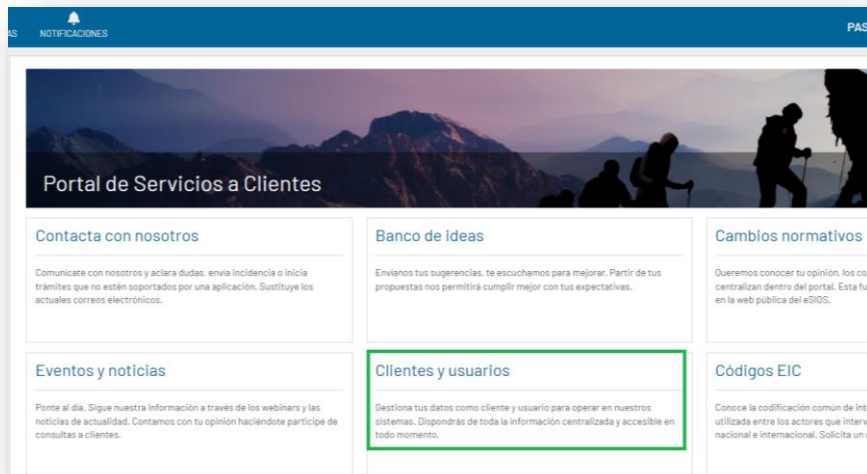 NOTIFICACIONES
Portal de Servicios a Clientes
Contacta con nosotros
Comunícate con nosotros y aclara dudas, envía incidencia o inicia
trámites que no estén soportados por una aplicación. Sustituye los
actuales correos electrónicos.
Banco de ideas
Envíanos tus sugerencias, te escuchamos para mejorar. Partir de tus
propuestas nos permitirá cumplir mejor con tus expectativas.
Cambios normativos
Queremos conocer tu opinión, los
centralizan dentro del portal. Esta
en la web pública del eSIOS.
Eventos y noticias
Ponte al día. Sigue nuestra información a través de los webinars y las
noticias de actualidad. Contamos con tu opinión haciéndote partícipe de
consultas a clientes.
Clientes y usuarios
Gestiona tus datos como cliente y usuario para operar en nuestros
sistemas. Dispondrás de toda la información centralizada y accesible en
todo momento.
Códigos EIC
Conoce la codificación común de
utilizada entre los actores que
nacional e internacional. Solicita un